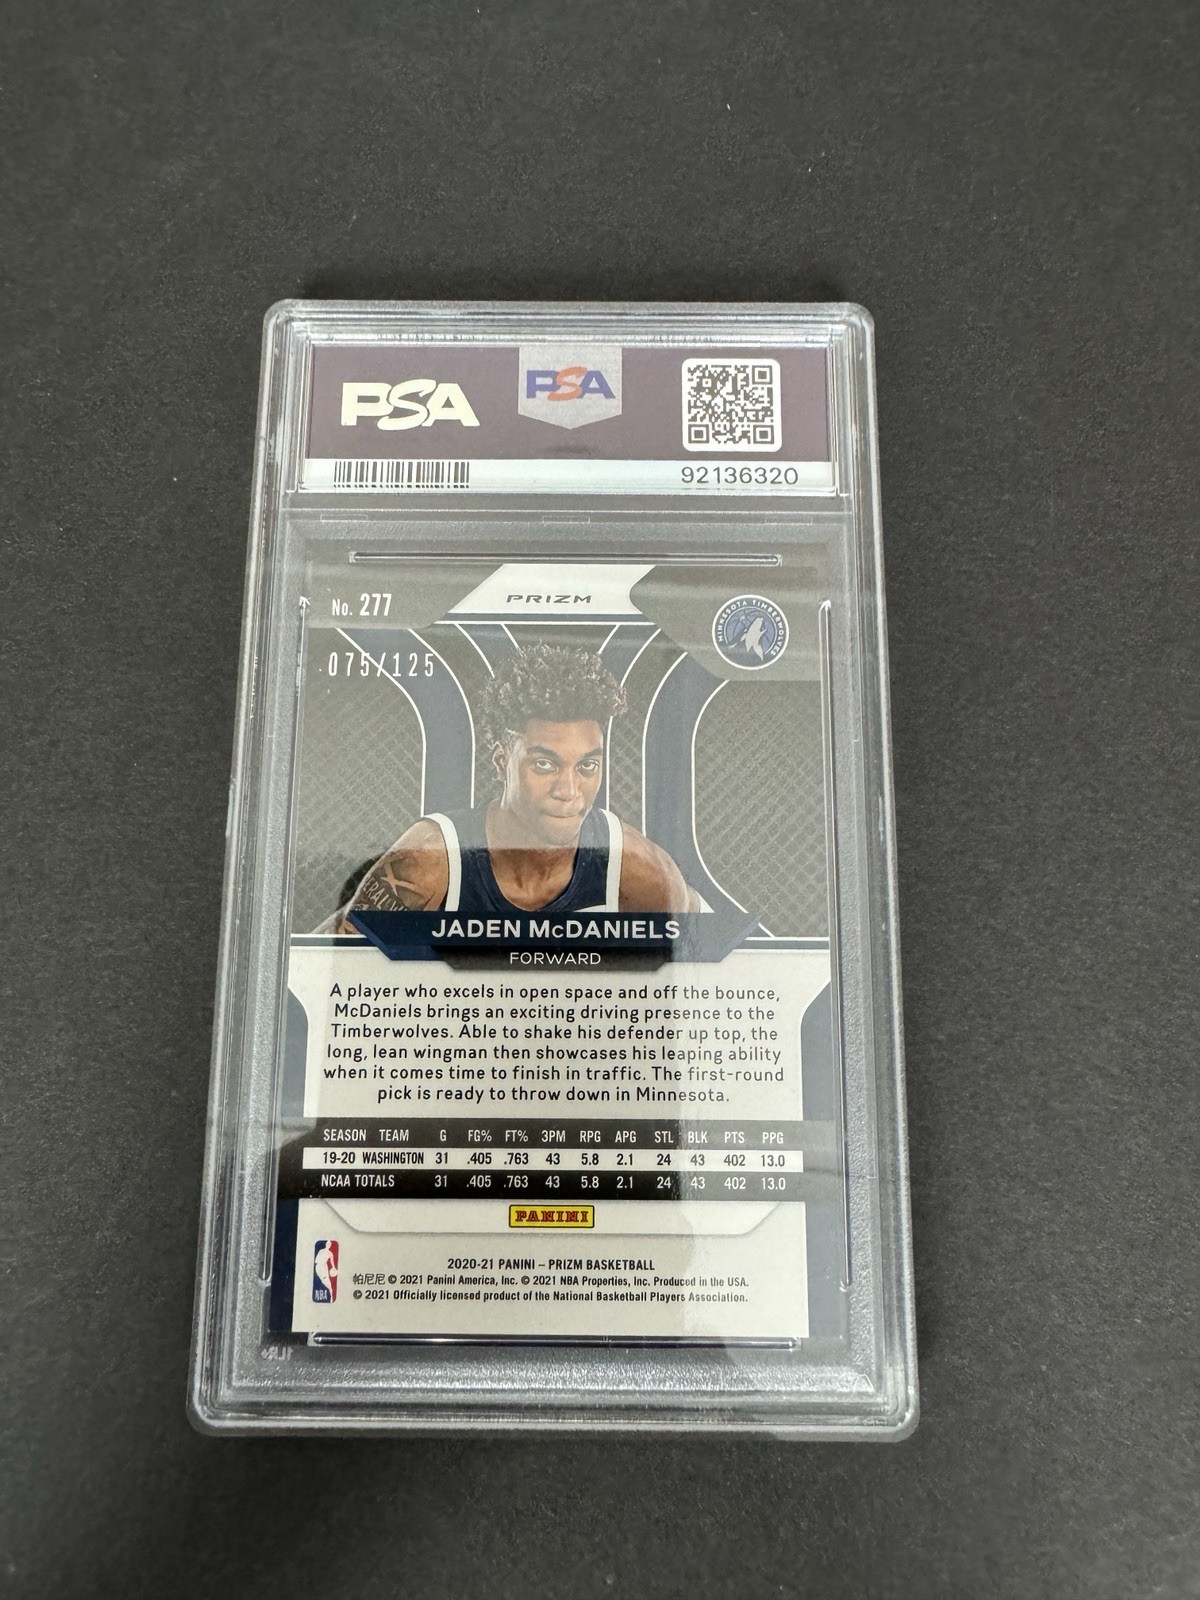 PSA
PSA
92136320
No. 277
PRIZM
MINNESOTA TIMBERWOLVES
075/125
JADEN McDANIELS
FORWARD
A player who excels in open space and off the bounce,
McDaniels brings an exciting driving presence to the
Timberwolves. Able to shake his defender up top, the
long, lean wingman then showcases his leaping ability
when it comes time to finish in traffic. The first-round
pick is ready to throw down in Minnesota.
SEASON TEAM G FG% FT% 3PM RPG APG STL BLK PTS PPG
19-20 WASHINGTON 31 .405 .763 43 5.8 2.1 24 43 402 13.0
NCAA TOTALS 31 .405 .763 43 5.8 2.1 24 43 402 13.0
PANINI
2020-21 PANINI – PRIZM BASKETBALL
帕尼尼 © 2021 Panini America, Inc. © 2021 NBA Properties, Inc. Produced in the USA.
© 2021 Officially licensed product of the National Basketball Players Association.
NBA